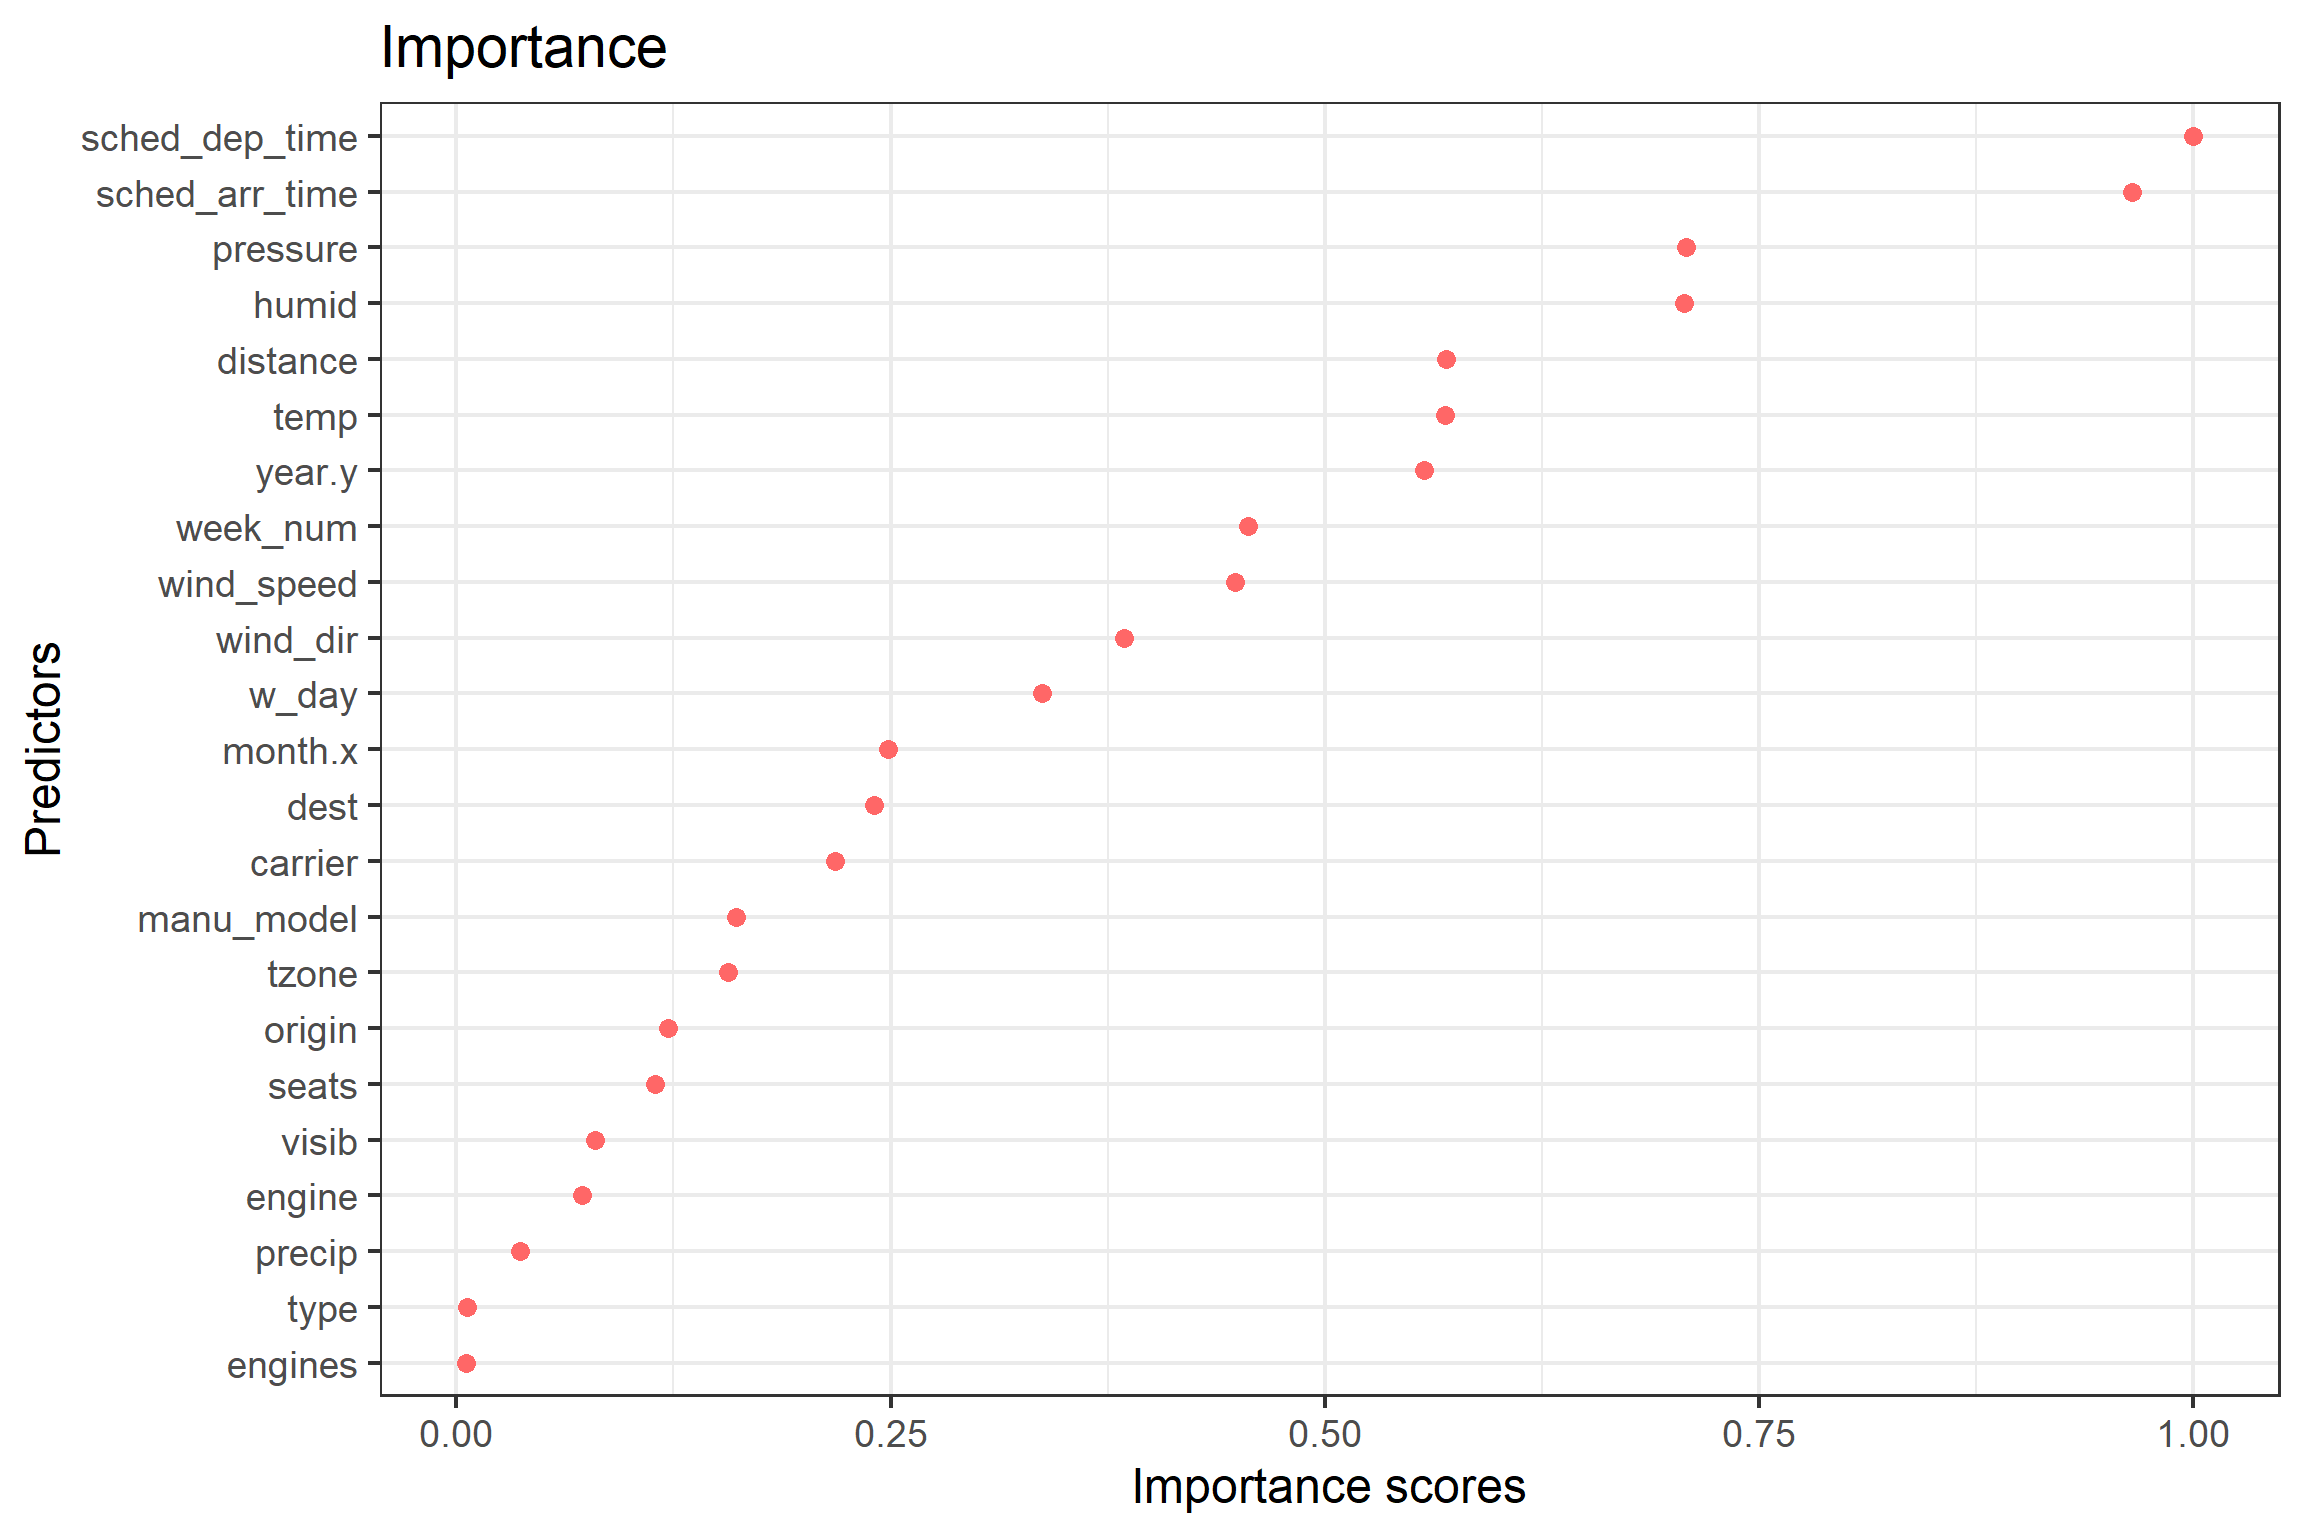 Importance
sched_dep_time
sched_arr_time
pressure
humid
distance
temp
year.y
week_num
wind_speed
wind_dir
w_day
month.x
dest
carrier
manu_model
tzone
origin
seats
visib
engine
precip
type
engines
Predictors
0.00 0.25 0.50 0.75 1.00
Importance scores